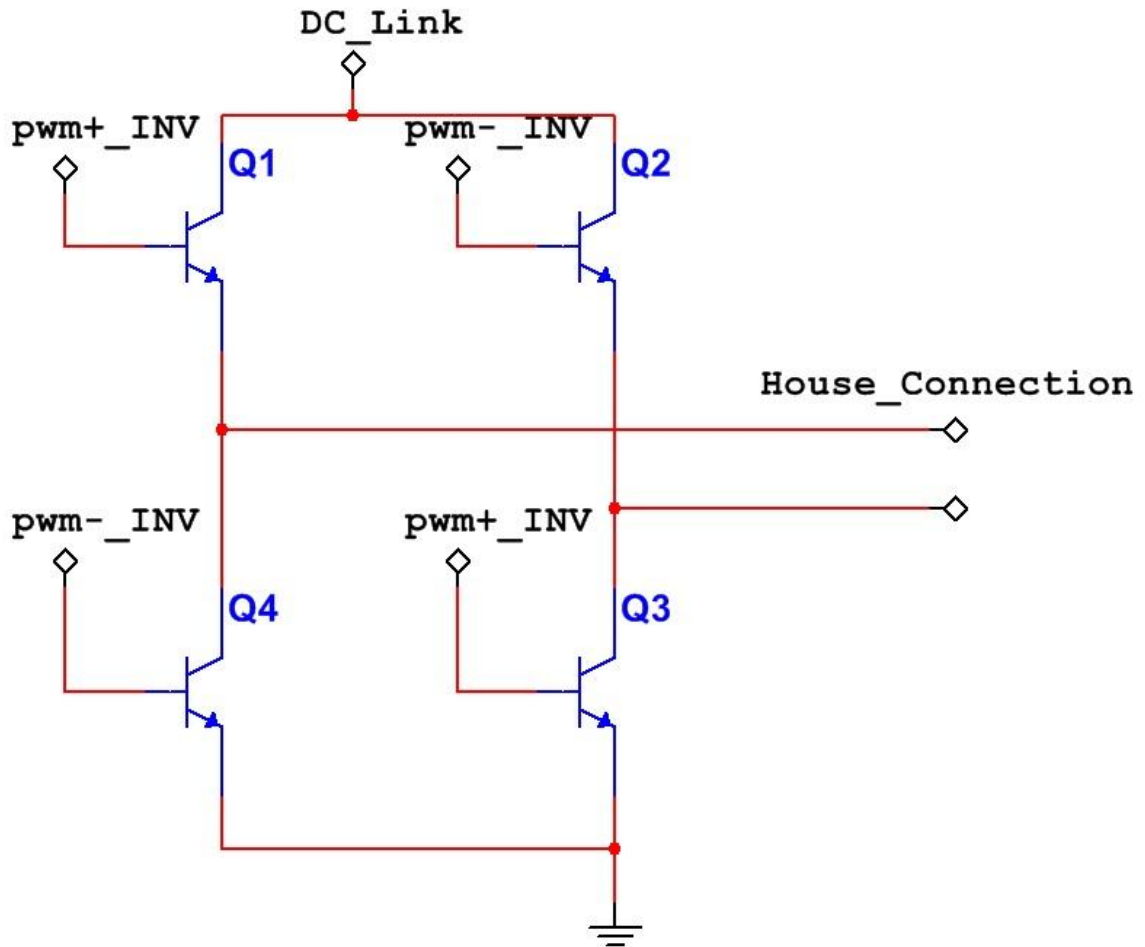 DC_Link
pwm+_INV
pwm-_INV
Q1
Q2
House_Connection
pwm-_INV
pwm+_INV
Q4
Q3